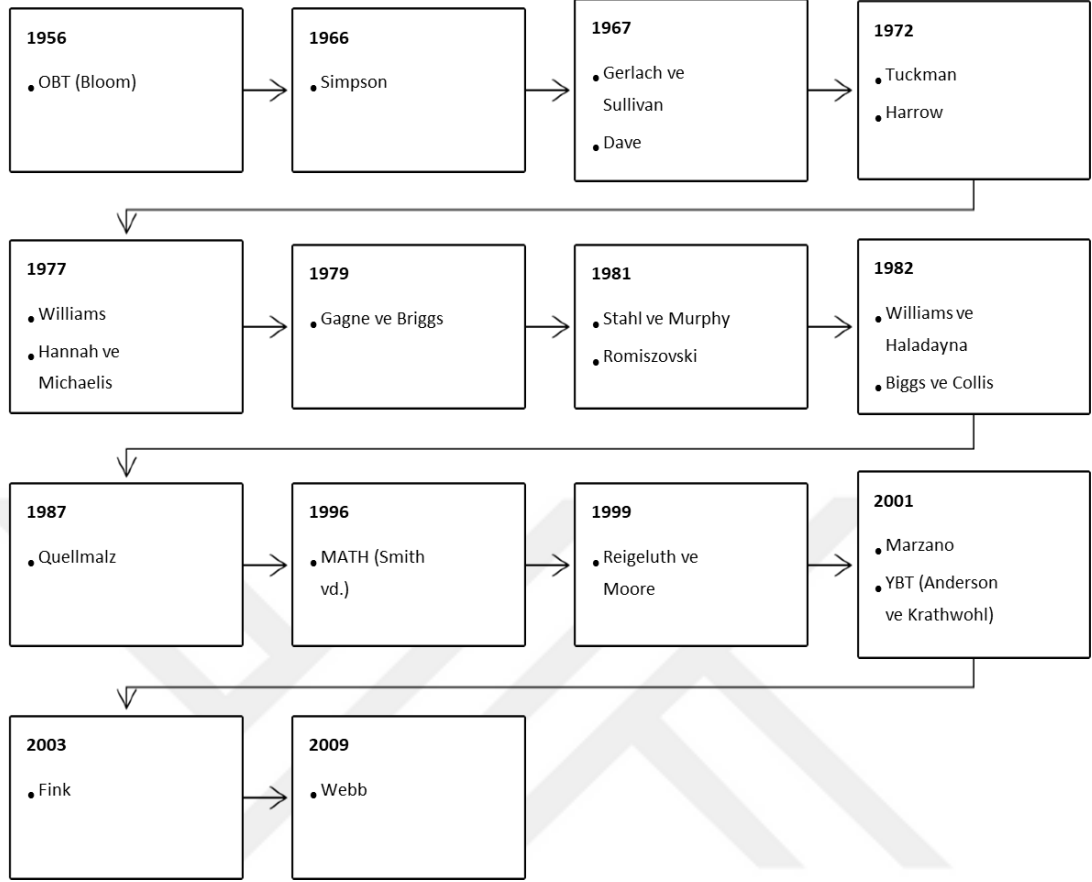 1956
• OBT (Bloom)
1966
• Simpson
1967
• Gerlach ve
Sullivan
• Dave
1972
• Tuckman
• Harrow
1977
• Williams
• Hannah ve
Michaelis
1979
• Gagne ve Briggs
1981
• Stahl ve Murphy
• Romiszovski
1982
• Williams ve
Haladayna
• Biggs ve Collis
1987
• Quellmalz
1996
• MATH (Smith
vd.)
1999
• Reigeluth ve
Moore
2001
• Marzano
• YBT (Anderson
ve Krathwohl)
2003
• Fink
2009
• Webb